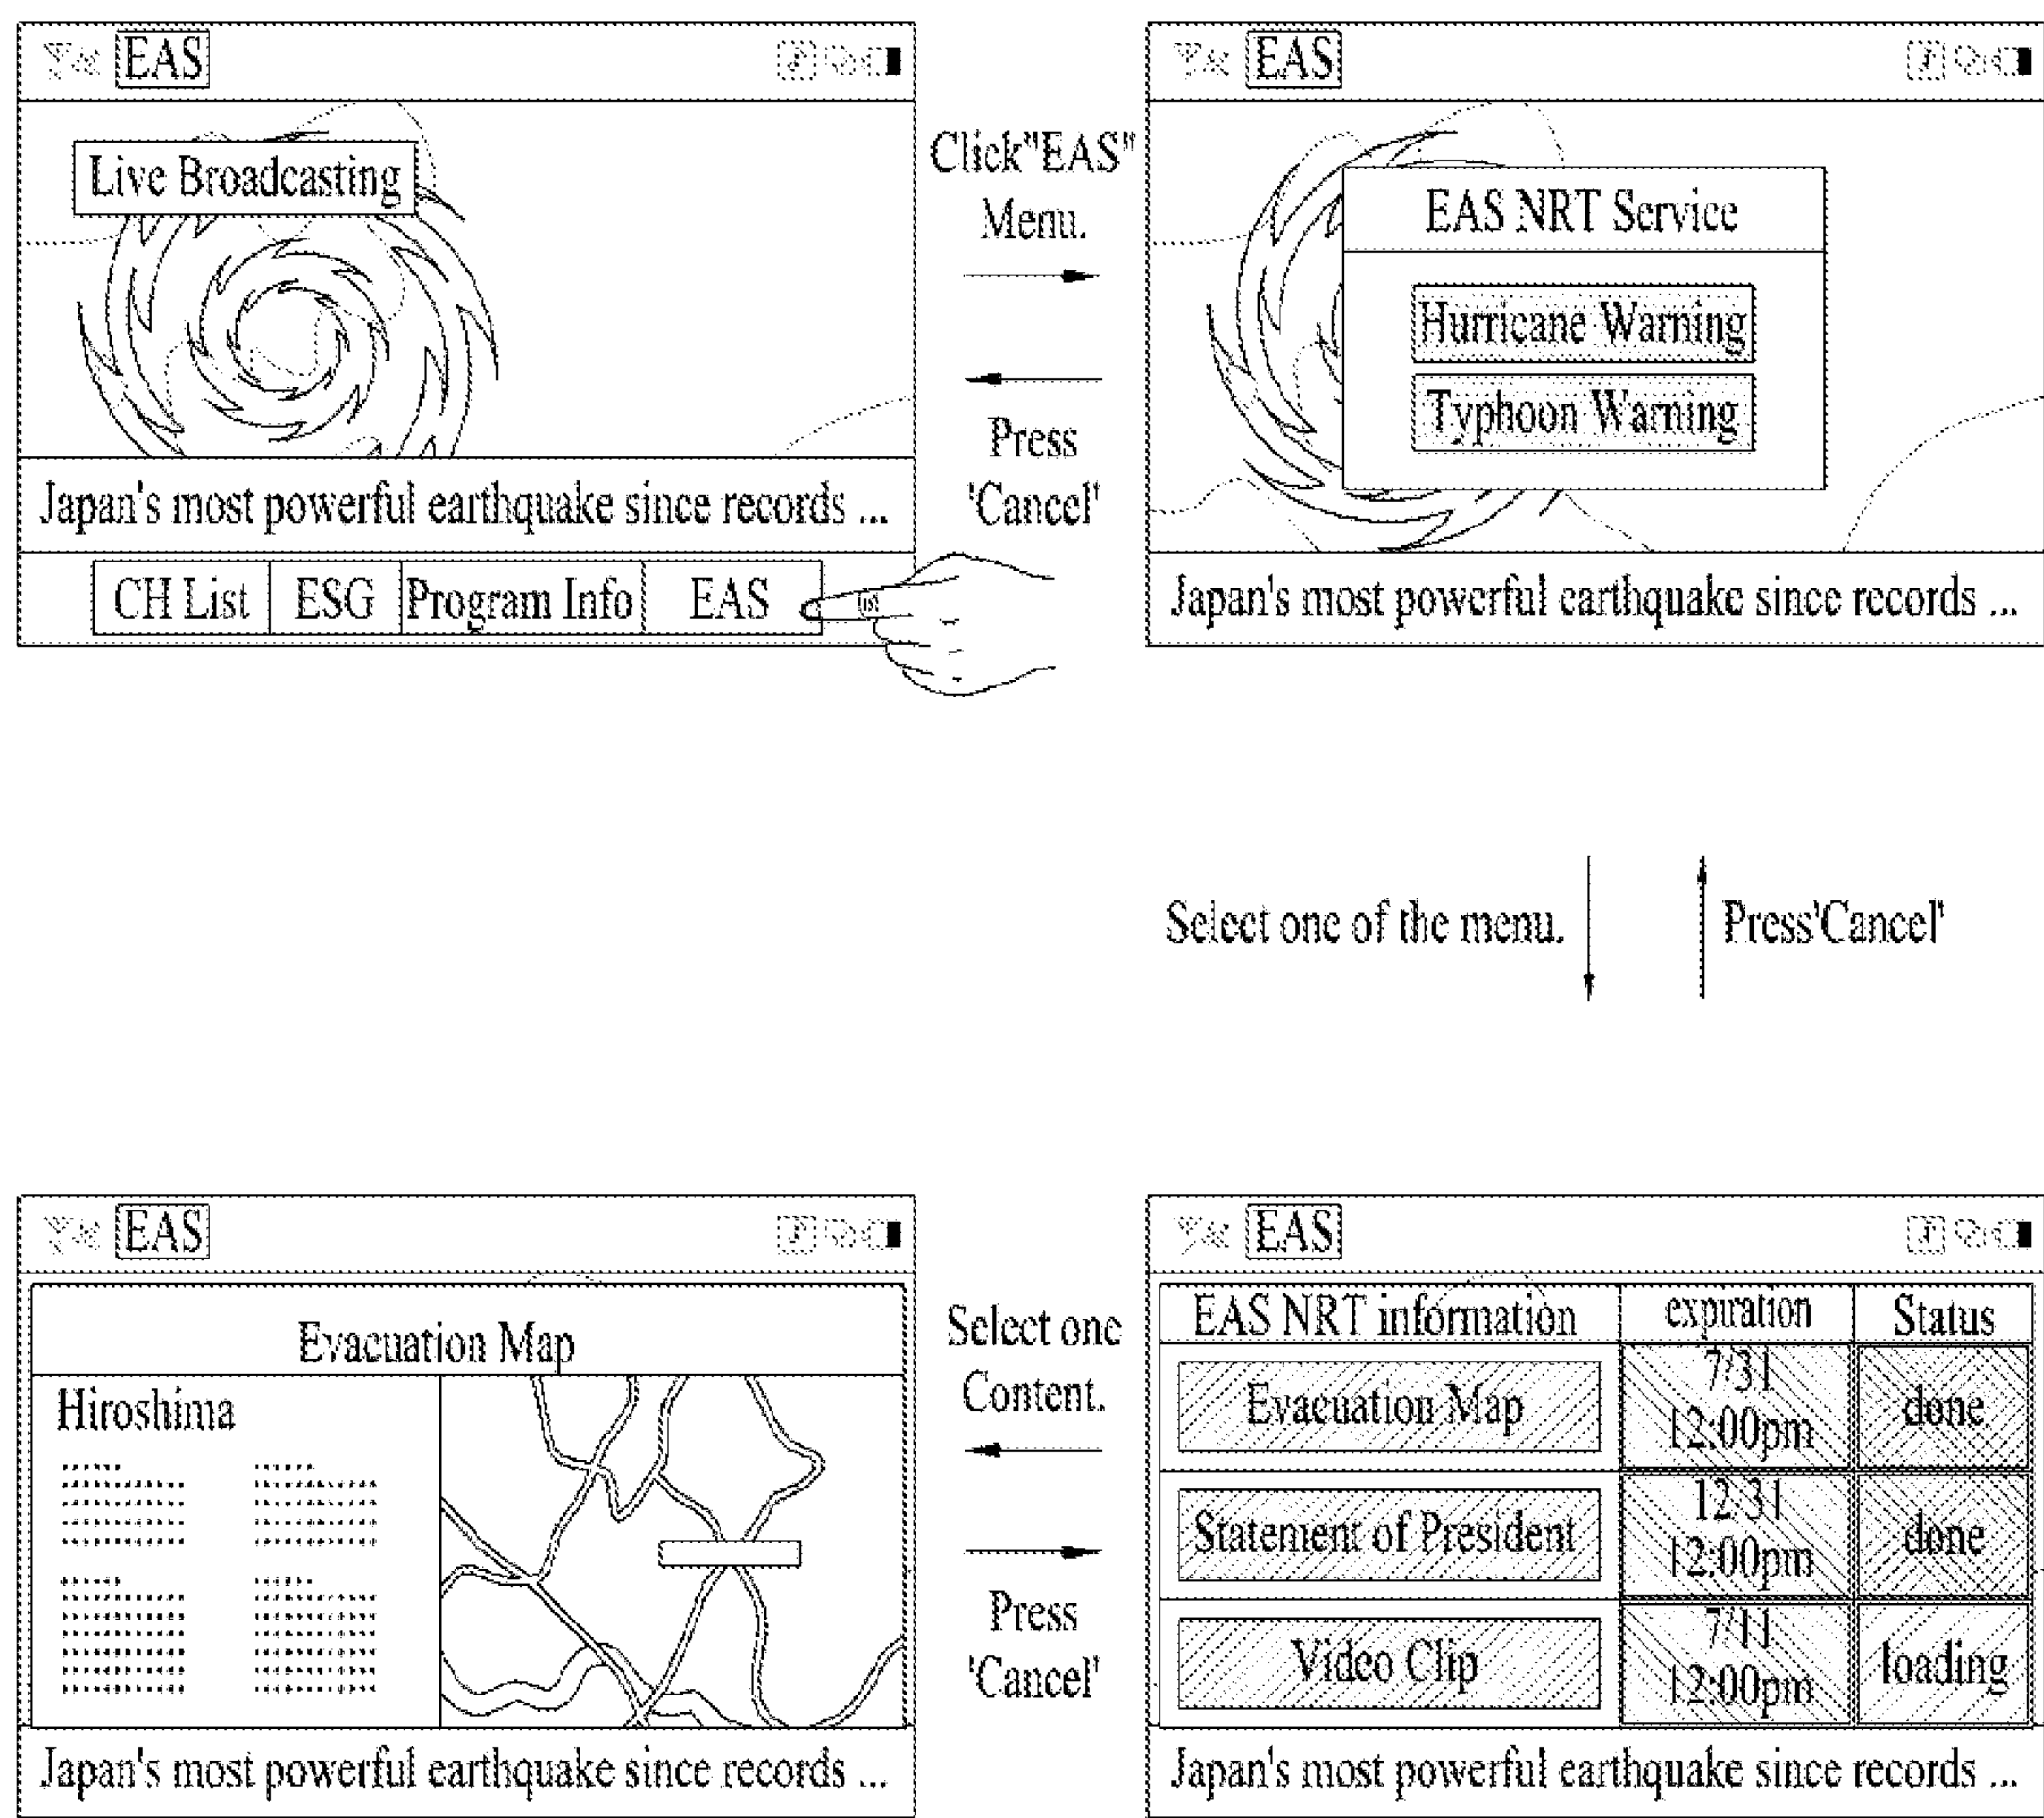 EAS
Live Broadcasting
Japan's most powerful earthquake since records ...
CH List ESG Program Info EAS
Click"EAS"
Menu.
Press
'Cancel'
EAS
EAS NRT Service
Hurricane Warning
Typhoon Warning
Japan's most powerful earthquake since records ...
Select one of the menu.
Press'Cancel'
EAS
Evacuation Map
Hiroshima
Japan's most powerful earthquake since records ...
Select one
Content.
Press
'Cancel'
EAS
EAS NRT information expiration Status
Evacuation Map 7/31 12:00pm done
Statement of President 12/31 12:00pm done
Video Clip 7/11 12:00pm loading
Japan's most powerful earthquake since records ...